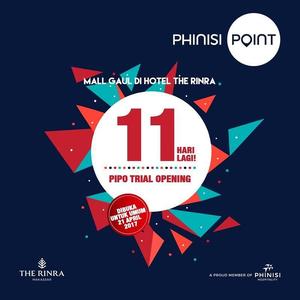 PHINISI POINT
MALL GAUL DI HOTEL THE RINRA
11
HARI
LAGI!
PIPO TRIAL OPENING
DIBUKA
UNTUK UMUM
21 APRIL
2017
THE RINRA
MAKASSAR
A PROUD MEMBER OF
PHINISI
HOSPITALITY